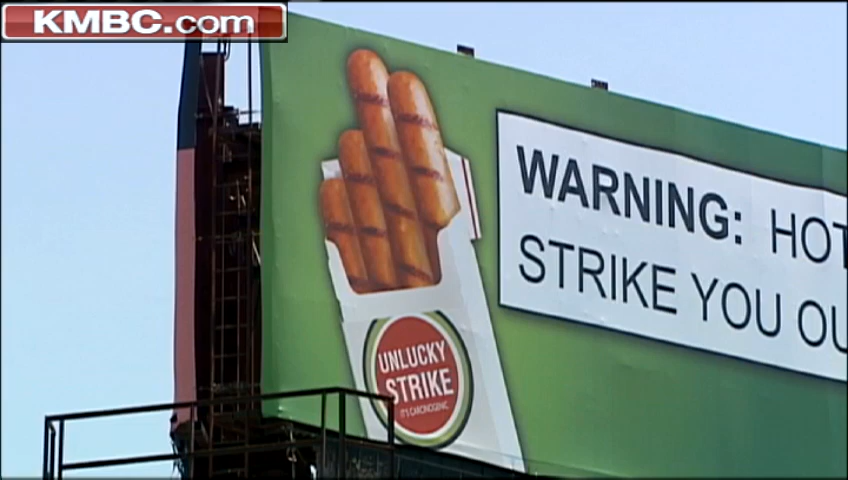 KMBC.com
WARNING: HOT
STRIKE YOU OU
UNLUCKY
STRIKE